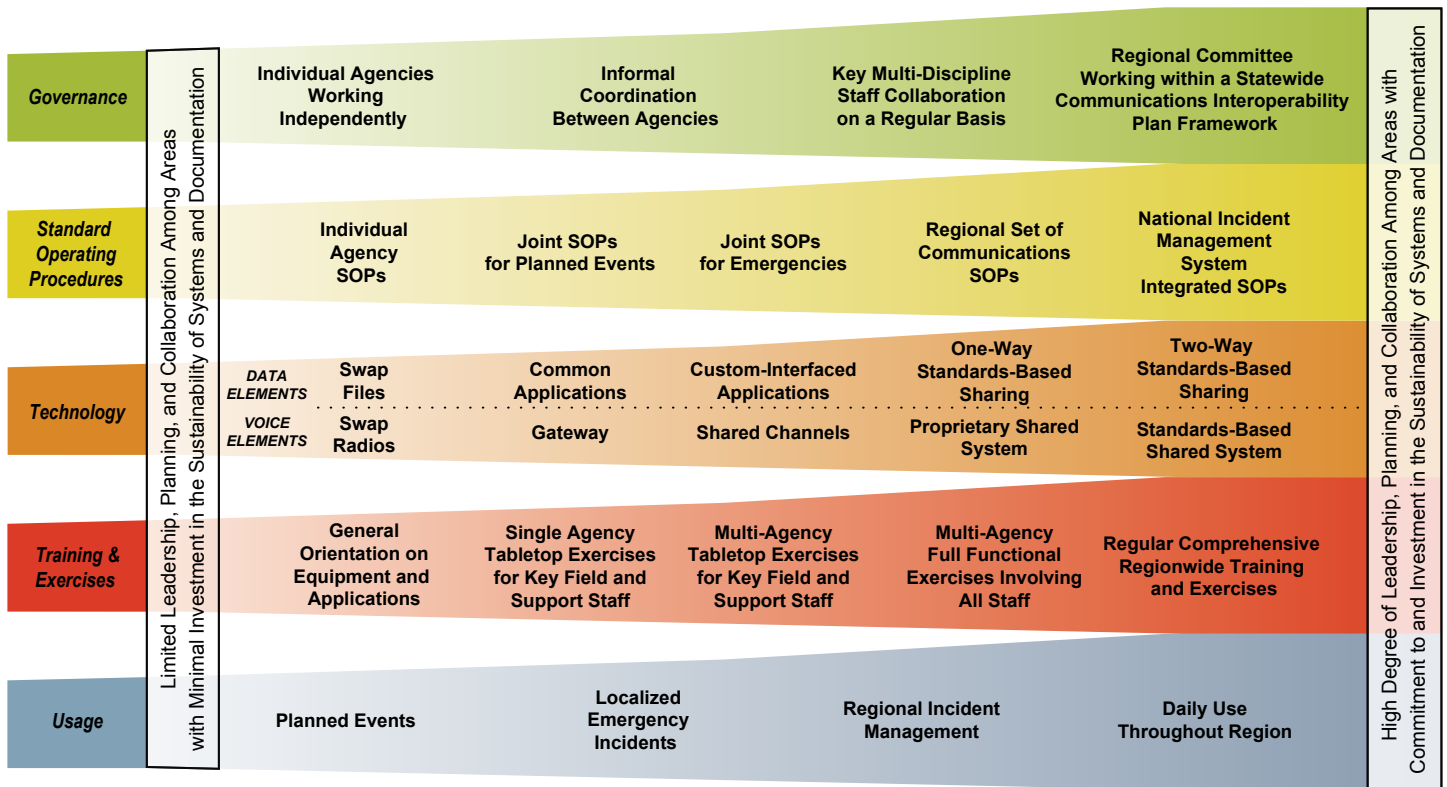 Governance
Limited Leadership, Planning, and Collaboration Among Areas
with Minimal Investment in the Sustainability of Systems and Documentation
Individual Agencies
Working
Independently
Informal
Coordination
Between Agencies
Key Multi-Discipline
Staff Collaboration
on a Regular Basis
Regional Committee
Working within a Statewide
Communications Interoperability
Plan Framework
High Degree of Leadership, Planning, and Collaboration Among Areas with
Commitment to and Investment in the Sustainability of Systems and Documentation
Standard
Operating
Procedures
Individual
Agency
SOPs
Joint SOPs
for Planned Events
Joint SOPs
for Emergencies
Regional Set of
Communications
SOPs
National Incident
Management
System
Integrated SOPs
Technology
DATA
ELEMENTS
Swap
Files
Common
Applications
Custom-Interfaced
Applications
One-Way
Standards-Based
Sharing
Two-Way
Standards-Based
Sharing
VOICE
ELEMENTS
Swap
Radios
Gateway
Shared Channels
Proprietary Shared
System
Standards-Based
Shared System
Training &
Exercises
General
Orientation on
Equipment and
Applications
Single Agency
Tabletop Exercises
for Key Field and
Support Staff
Multi-Agency
Tabletop Exercises
for Key Field and
Support Staff
Multi-Agency
Full Functional
Exercises Involving
All Staff
Regular Comprehensive
Regionwide Training
and Exercises
Usage
Planned Events
Localized
Emergency
Incidents
Regional Incident
Management
Daily Use
Throughout Region